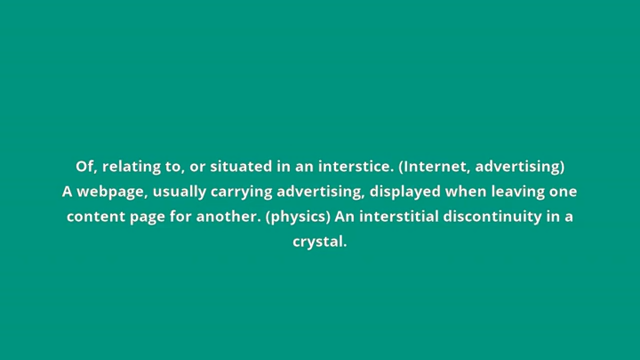 Of, relating to, or situated in an interstice. (Internet, advertising)
A webpage, usually carrying advertising, displayed when leaving one
content page for another. (physics) An interstitial discontinuity in a
crystal.